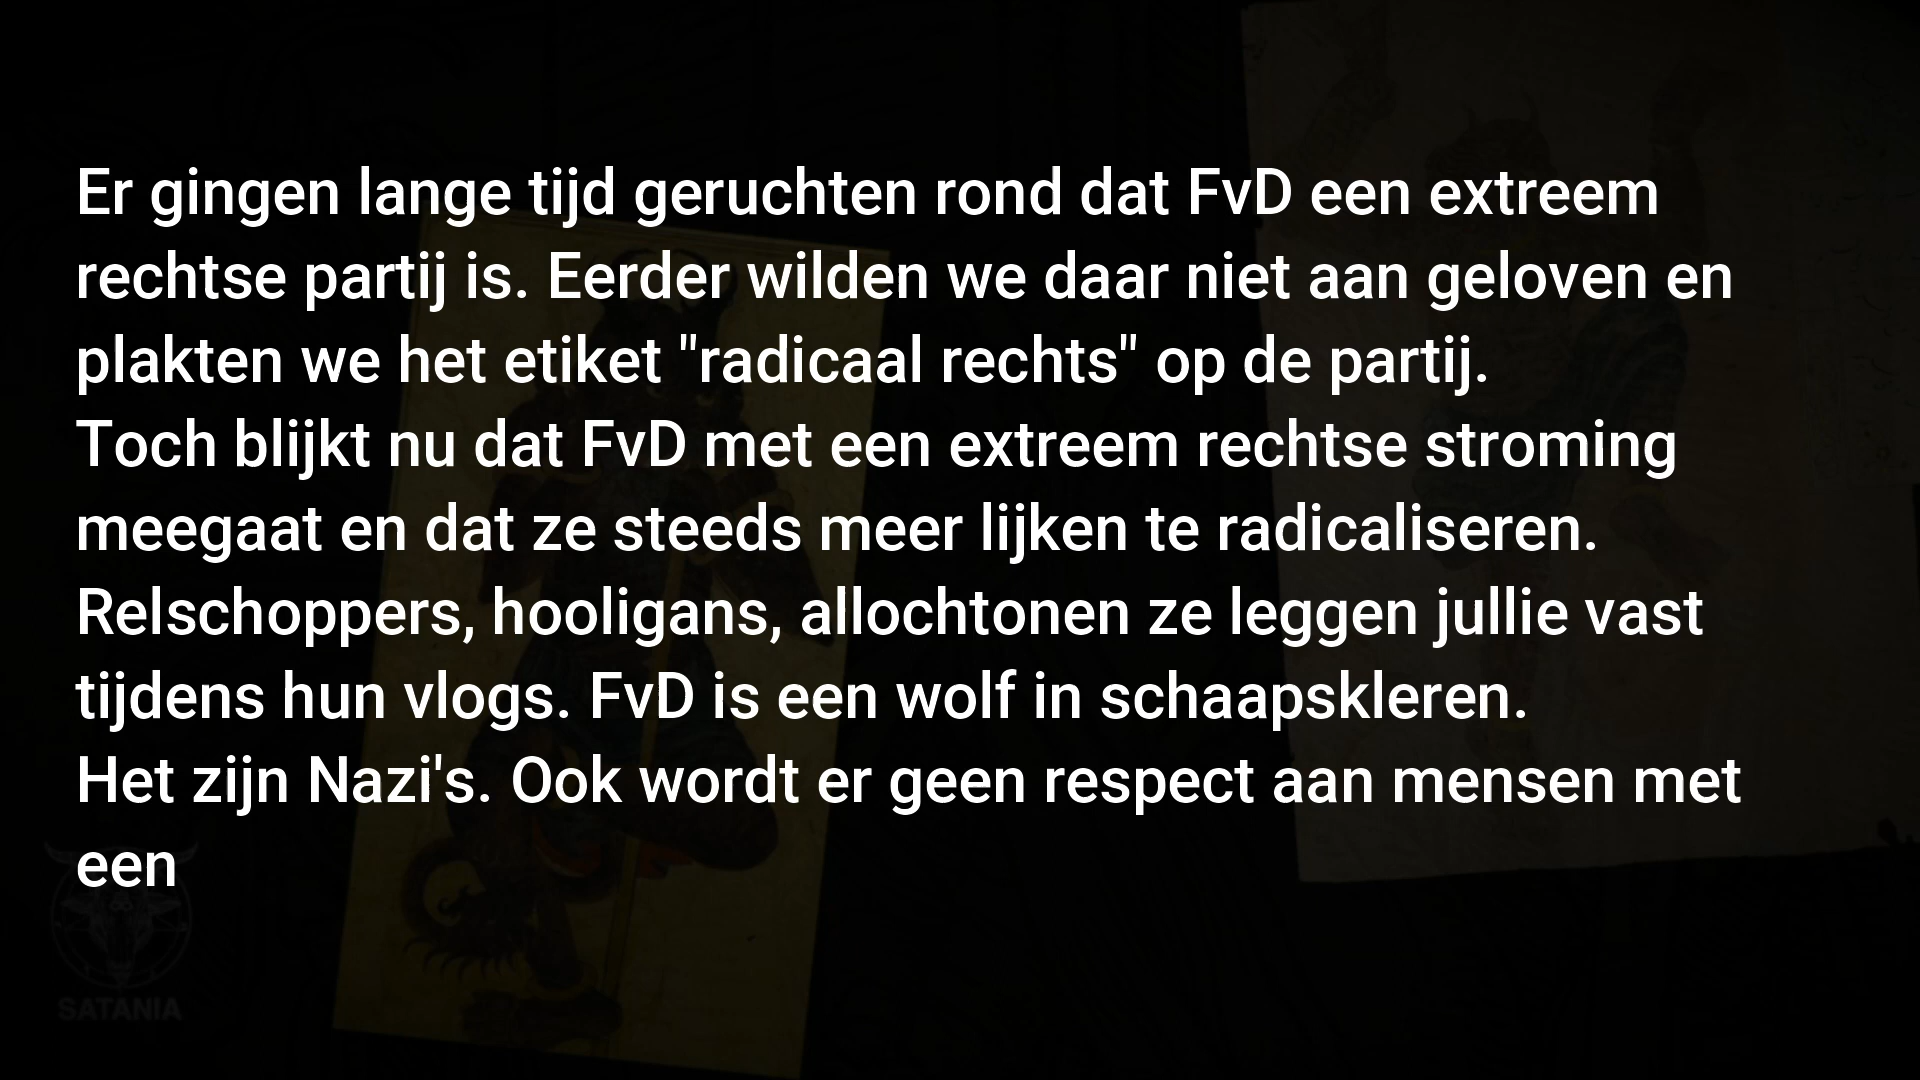 Er gingen lange tijd geruchten rond dat FvD een extreem
rechtse partij is. Eerder wilden we daar niet aan geloven en
plakten we het etiket "radicaal rechts" op de partij.
Toch blijkt nu dat FvD met een extreem rechtse stroming
meegaat en dat ze steeds meer lijken te radicaliseren.
Relschoppers, hooligans, allochtonen ze leggen jullie vast
tijdens hun vlogs. FvD is een wolf in schaapskleren.
Het zijn Nazi's. Ook wordt er geen respect aan mensen met
een
SATANIA